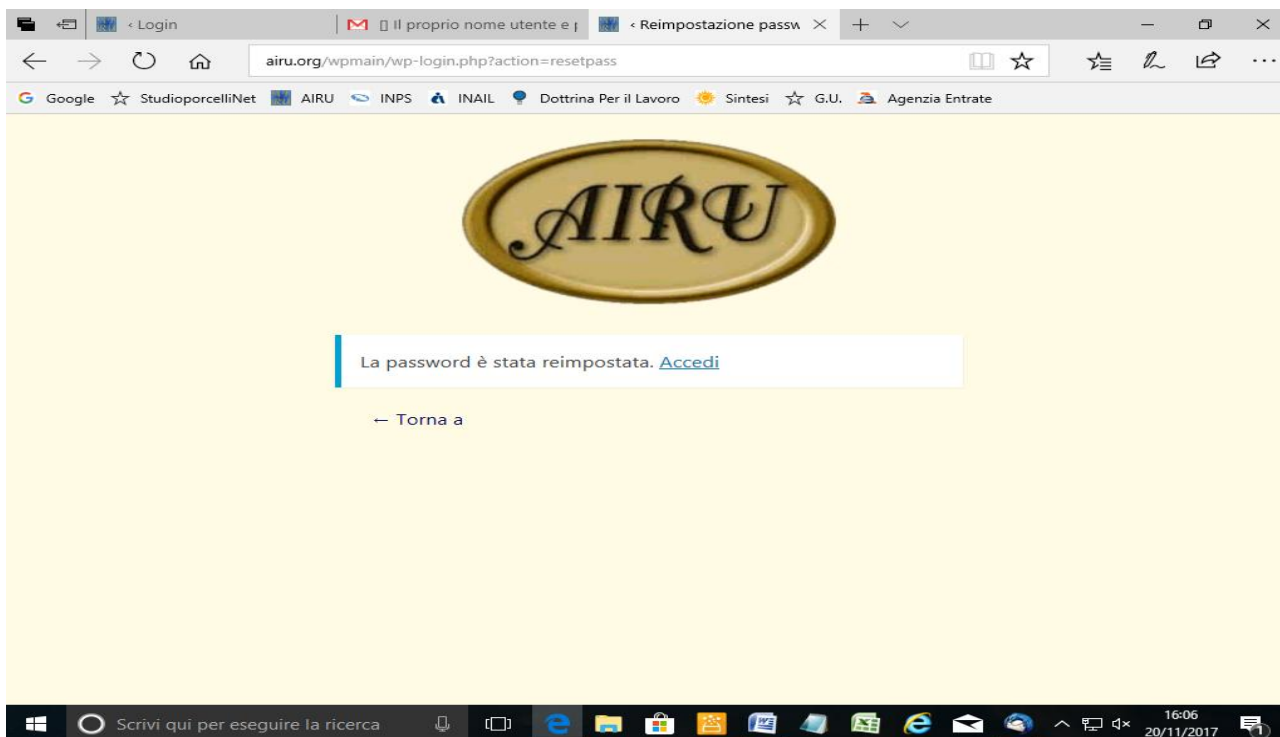 ‹ Login
Il proprio nome utente e p
‹ Reimpostazione passw
airu.org/wpmain/wp-login.php?action=resetpass
G Google StudioporcelliNet AIRU INPS INAIL Dottrina Per il Lavoro Sintesi G.U. Agenzia Entrate
AIRU
La password è stata reimpostata. Accedi
← Torna a
Scrivi qui per eseguire la ricerca
16:06
20/11/2017